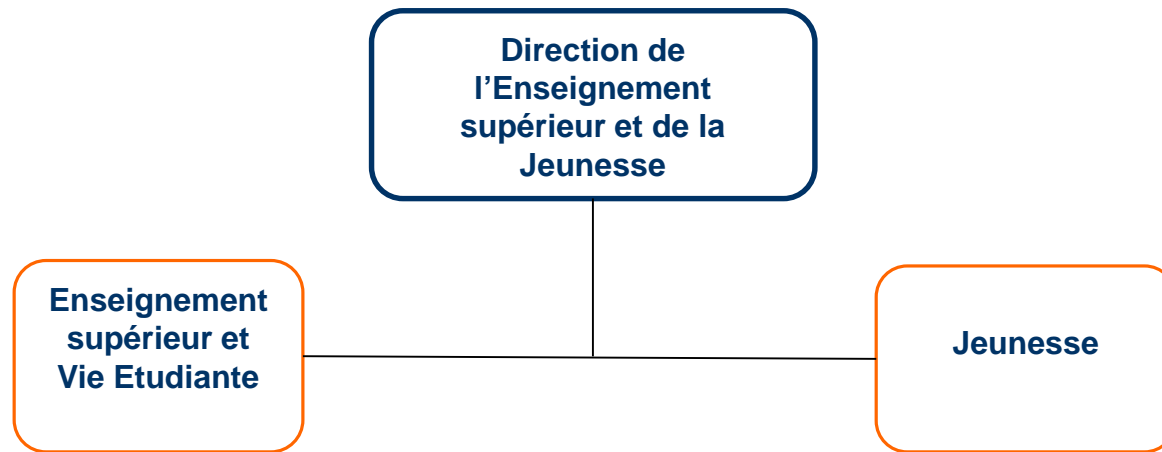 Direction de
l’Enseignement
supérieur et de la
Jeunesse
Enseignement
supérieur et
Vie Etudiante
Jeunesse